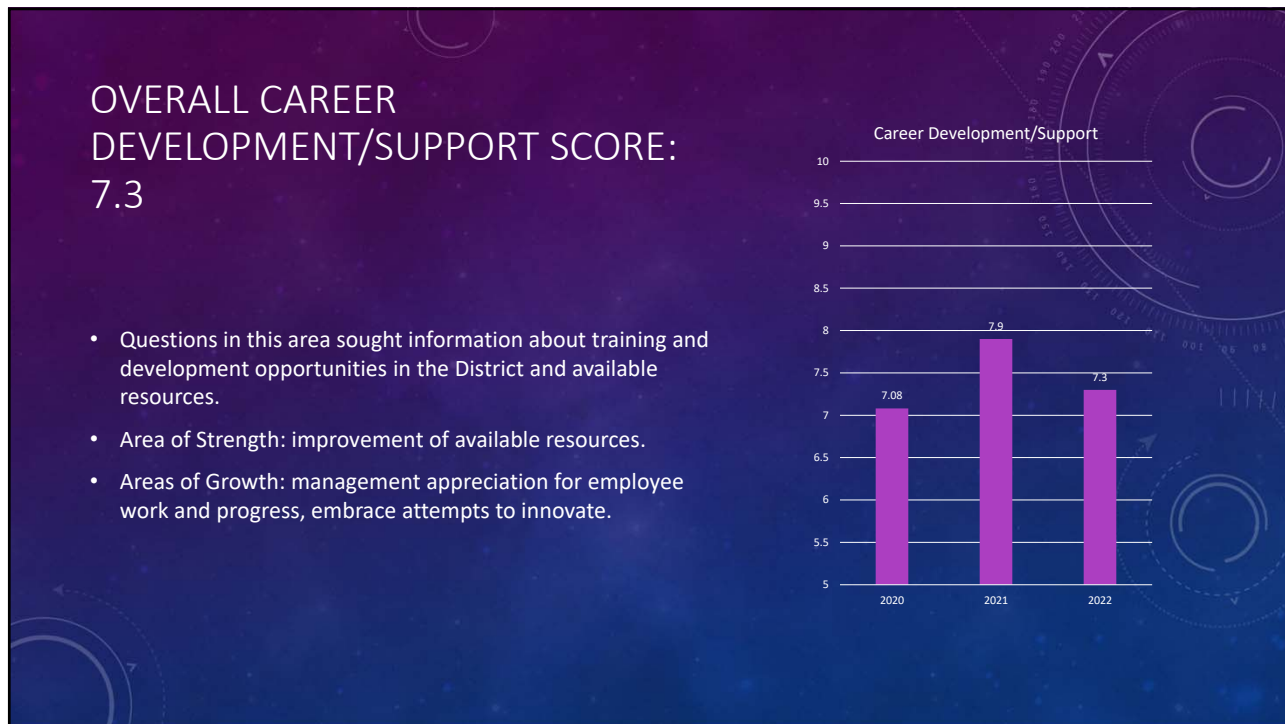 OVERALL CAREER
DEVELOPMENT/SUPPORT SCORE:
7.3
• Questions in this area sought information about training and
development opportunities in the District and available
resources.
• Area of Strength: improvement of available resources.
• Areas of Growth: management appreciation for employee
work and progress, embrace attempts to innovate.
Career Development/Support
10
9.5
9
8.5
8
7.5
7
6.5
6
5.5
5
7.08
7.9
7.3
2020
2021
2022